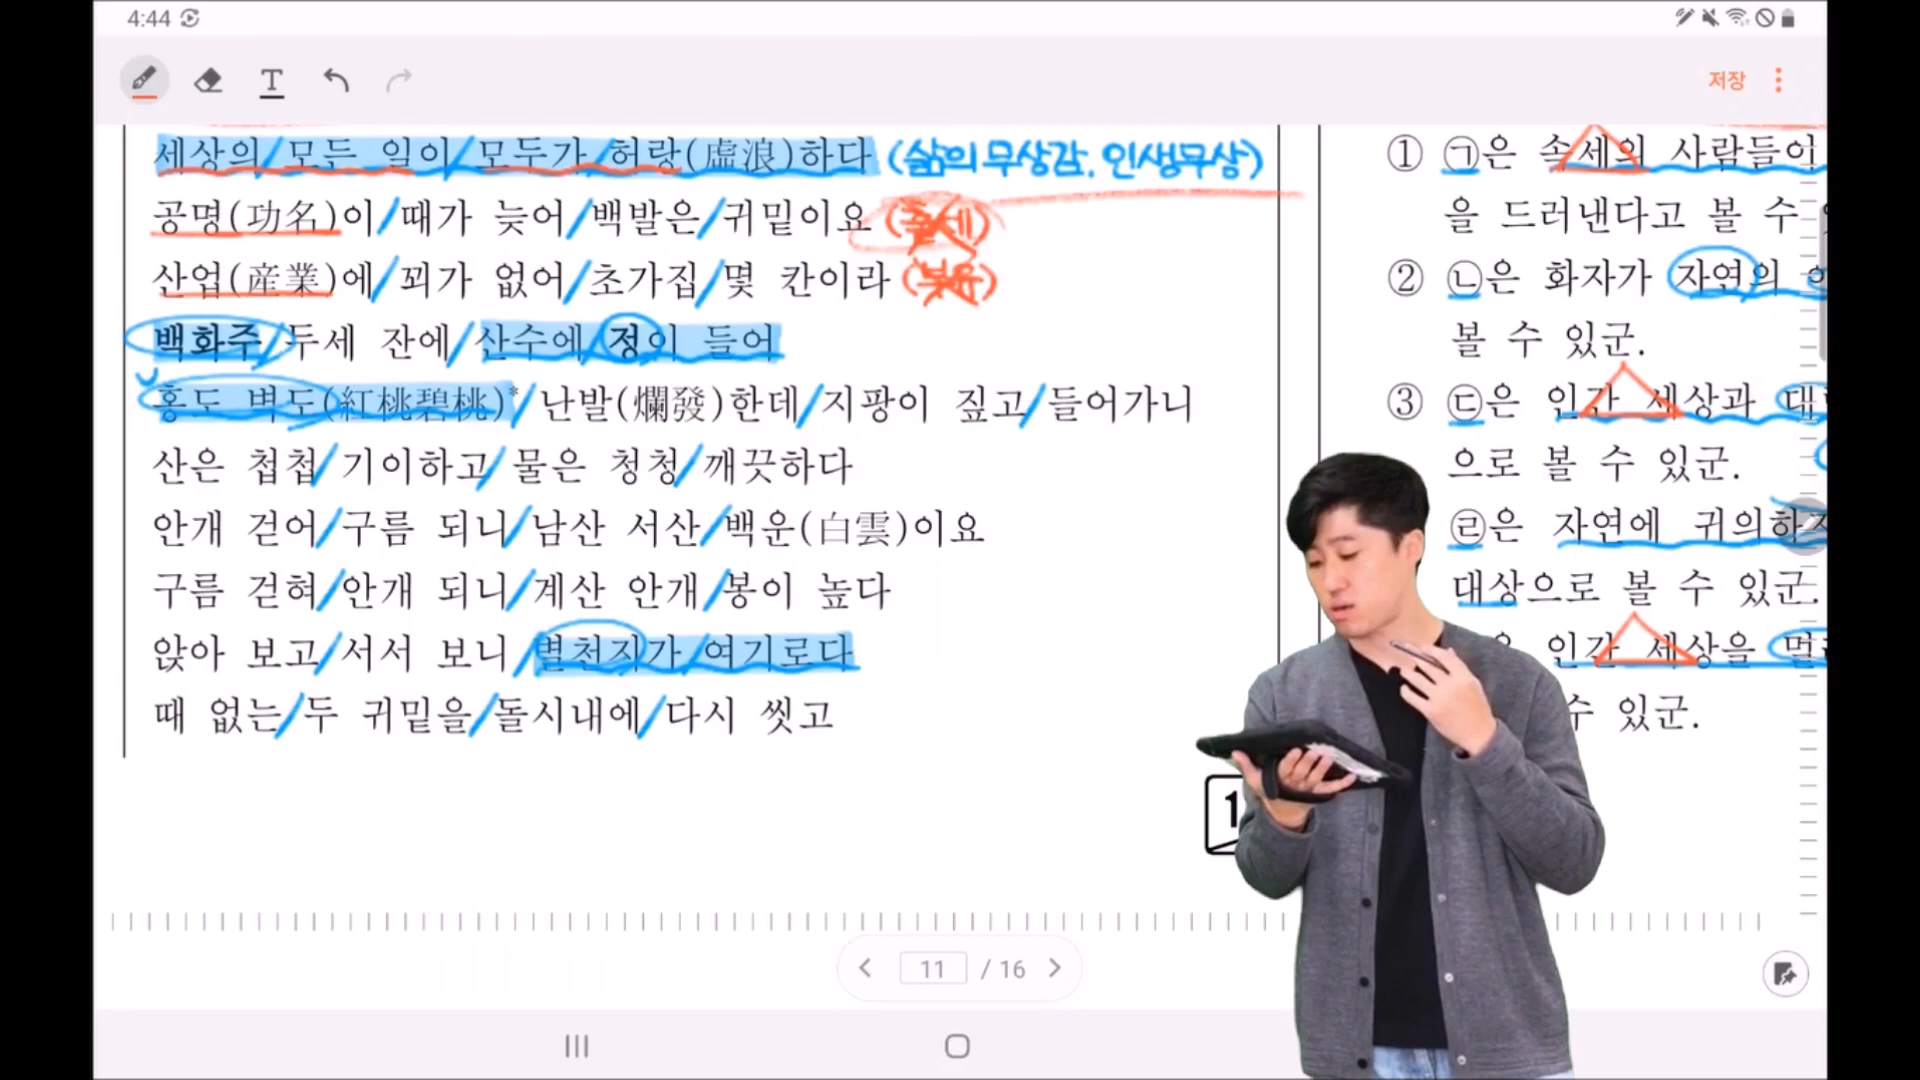 4:44
T
저장
세상의 모든 일이 모두가 허랑(虛浪)하다 (삶의 무상감, 인생무상)
공명(功名)이 때가 늦어 백발은 귀밑이요 (출세)
산업(産業)에 꾀가 없어 초가집 몇 칸이라
백화주 두세 잔에 산수에 정이 들어
홍도 벽도(紅桃碧桃)* 난발(爛發)한데 지팡이 짚고 들어가니
산은 첩첩 기이하고 물은 청청 깨끗하다
안개 걷어 구름 되니 남산 서산 백운(白雲)이요
구름 걷혀 안개 되니 계산 안개 봉이 높다
앉아 보고 서서 보니 별천지가 여기로다
때 없는 두 귀밑을 돌시내에 다시 씻고
① ㉠은 속세의 사람들이
을 드러낸다고 볼 수
② ㉡은 화자가 자연의
볼 수 있군.
③ ㉢은 인간 세상과
으로 볼 수 있군.
㉣은 자연에 귀의하
대상으로 볼 수 있군.
인간 세상을
수 있군.
1
11 / 16